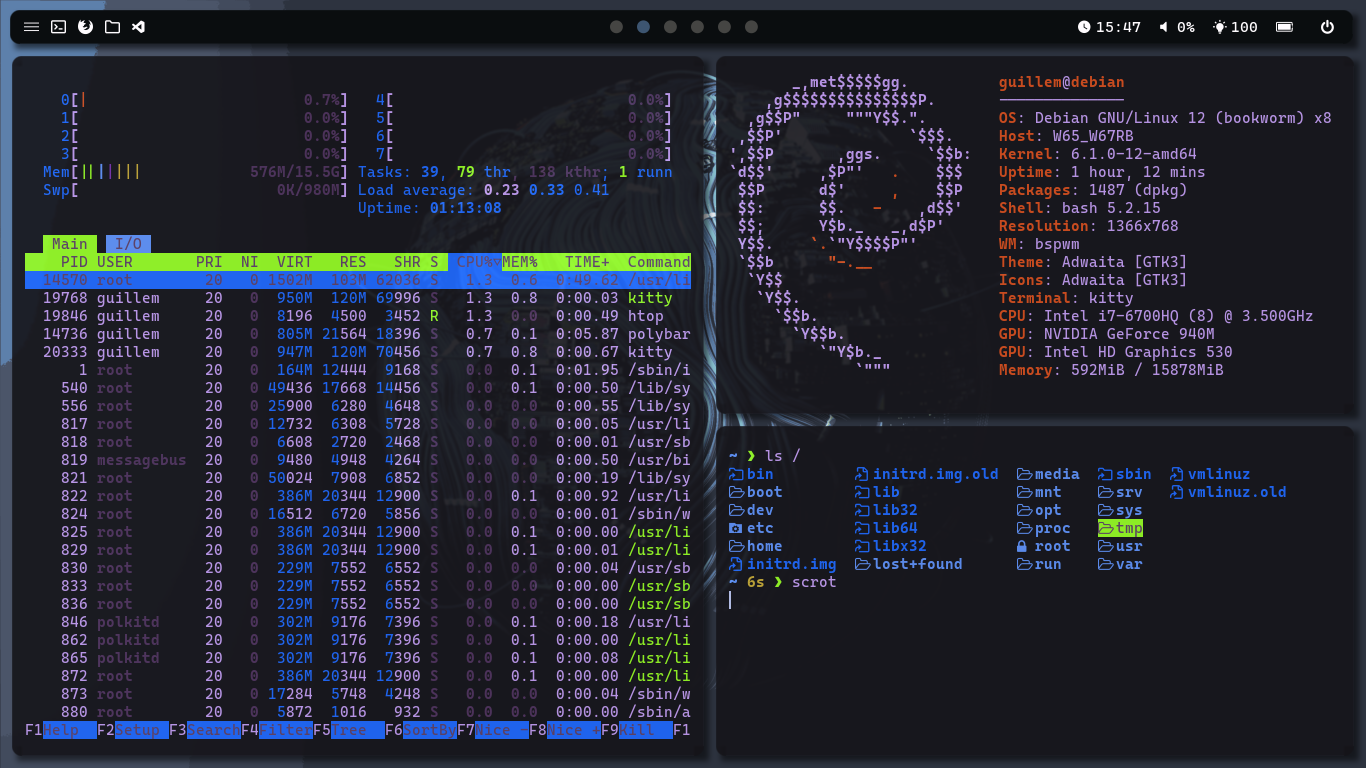 15:47 0% 100
0[| 0.7%] 4[ 0.0%]
1[ 0.0%] 5[ 0.0%]
2[ 0.0%] 6[ 0.0%]
3[ 0.0%] 7[ 0.0%]
Mem[||||||| 576M/15.5G] Tasks: 39, 79 thr, 138 kthr; 1 runn
Swp[ 0K/980M] Load average: 0.23 0.33 0.41
Uptime: 01:13:08
Main I/O
PID USER PRI NI VIRT RES SHR S CPU%▽MEM% TIME+ Command
14570 root 20 0 1502M 103M 62036 S 1.3 0.6 0:49.62 /usr/li
19768 guillem 20 0 950M 120M 69996 S 1.3 0.8 0:00.03 kitty
19846 guillem 20 0 8196 4500 3452 R 1.3 0.0 0:00.49 htop
14736 guillem 20 0 805M 21564 18396 S 0.7 0.1 0:05.87 polybar
20333 guillem 20 0 947M 120M 70456 S 0.7 0.8 0:00.67 kitty
1 root 20 0 164M 12444 9168 S 0.0 0.1 0:01.95 /sbin/i
540 root 20 0 49436 17668 14456 S 0.0 0.1 0:00.50 /lib/sy
556 root 20 0 25900 6280 4648 S 0.0 0.0 0:00.55 /lib/sy
817 root 20 0 12732 6308 5728 S 0.0 0.0 0:00.05 /usr/li
818 root 20 0 6608 2720 2468 S 0.0 0.0 0:00.01 /usr/sb
819 messagebus 20 0 9480 4948 4264 S 0.0 0.0 0:00.50 /usr/bi
821 root 20 0 50024 7908 6852 S 0.0 0.0 0:00.19 /lib/sy
822 root 20 0 386M 20344 12900 S 0.0 0.1 0:00.92 /usr/li
824 root 20 0 16512 6720 5856 S 0.0 0.0 0:00.01 /sbin/w
825 root 20 0 386M 20344 12900 S 0.0 0.1 0:00.00 /usr/li
829 root 20 0 386M 20344 12900 S 0.0 0.1 0:00.01 /usr/li
830 root 20 0 229M 7552 6552 S 0.0 0.0 0:00.04 /usr/sb
833 root 20 0 229M 7552 6552 S 0.0 0.0 0:00.00 /usr/sb
836 root 20 0 229M 7552 6552 S 0.0 0.0 0:00.00 /usr/sb
846 polkitd 20 0 302M 9176 7396 S 0.0 0.1 0:00.18 /usr/li
862 polkitd 20 0 302M 9176 7396 S 0.0 0.1 0:00.00 /usr/li
865 polkitd 20 0 302M 9176 7396 S 0.0 0.1 0:00.08 /usr/li
872 root 20 0 386M 20344 12900 S 0.0 0.1 0:00.00 /usr/li
873 root 20 0 17284 5748 4248 S 0.0 0.0 0:00.04 /sbin/w
880 root 20 0 5872 1016 932 S 0.0 0.0 0:00.00 /sbin/a
F1Help F2Setup F3SearchF4FilterF5Tree F6SortByF7Nice -F8Nice +F9Kill F1
_,met$$$$$gg.
,g$$$$$$$$$$$$$$$P.
,g$$P" """Y$$.".
,$$P' `$$$.
',$$P ,ggs. `$$b:
`d$$' ,$P"' . $$$
$$P d$' , $$P
$$: $$. - ,d$$'
$$; Y$b._ _,d$P'
Y$$. `.`"Y$$$$P"'
`$$b "-.__
`Y$$
`Y$$.
`$$b.
`Y$$b.
`"Y$b._
`"""
guillem@debian
--------------
OS: Debian GNU/Linux 12 (bookworm) x8
Host: W65_W67RB
Kernel: 6.1.0-12-amd64
Uptime: 1 hour, 12 mins
Packages: 1487 (dpkg)
Shell: bash 5.2.15
Resolution: 1366x768
WM: bspwm
Theme: Adwaita [GTK3]
Icons: Adwaita [GTK3]
Terminal: kitty
CPU: Intel i7-6700HQ (8) @ 3.500GHz
GPU: NVIDIA GeForce 940M
GPU: Intel HD Graphics 530
Memory: 592MiB / 15878MiB
~ ❯ ls /
bin initrd.img.old media sbin vmlinuz
boot lib mnt srv vmlinuz.old
dev lib32 opt sys
etc lib64 proc tmp
home libx32 root usr
initrd.img lost+found run var
~ 6s ❯ scrot